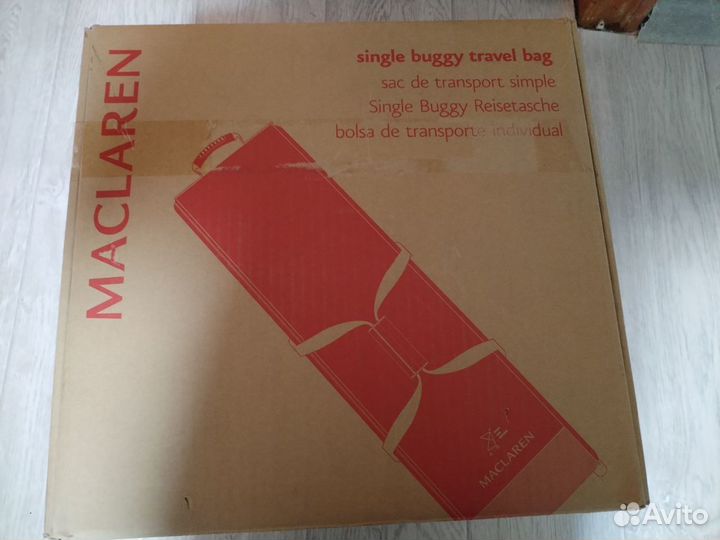 MACLAREN
single buggy travel bag
sac de transport simple
Single Buggy Reisetasche
bolsa de transporte individual
MACLAREN
Avito